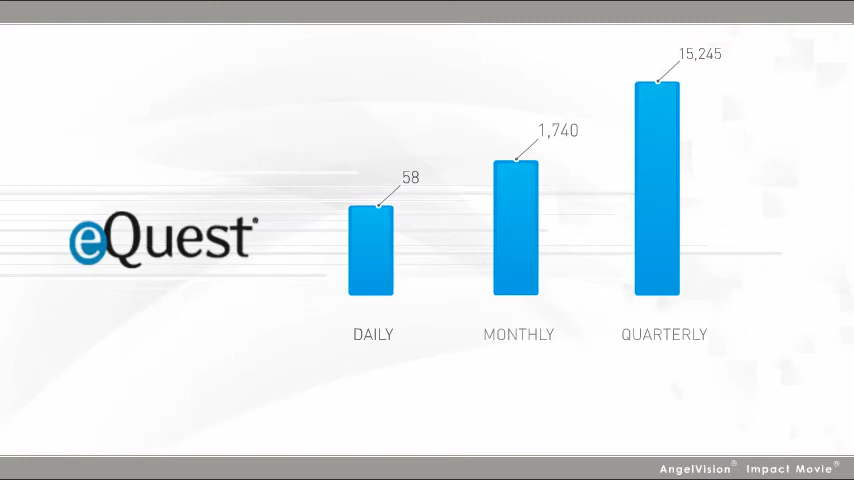 15,245
1,740
58
eQuest®
DAILY MONTHLY QUARTERLY
AngelVision® Impact Movie®